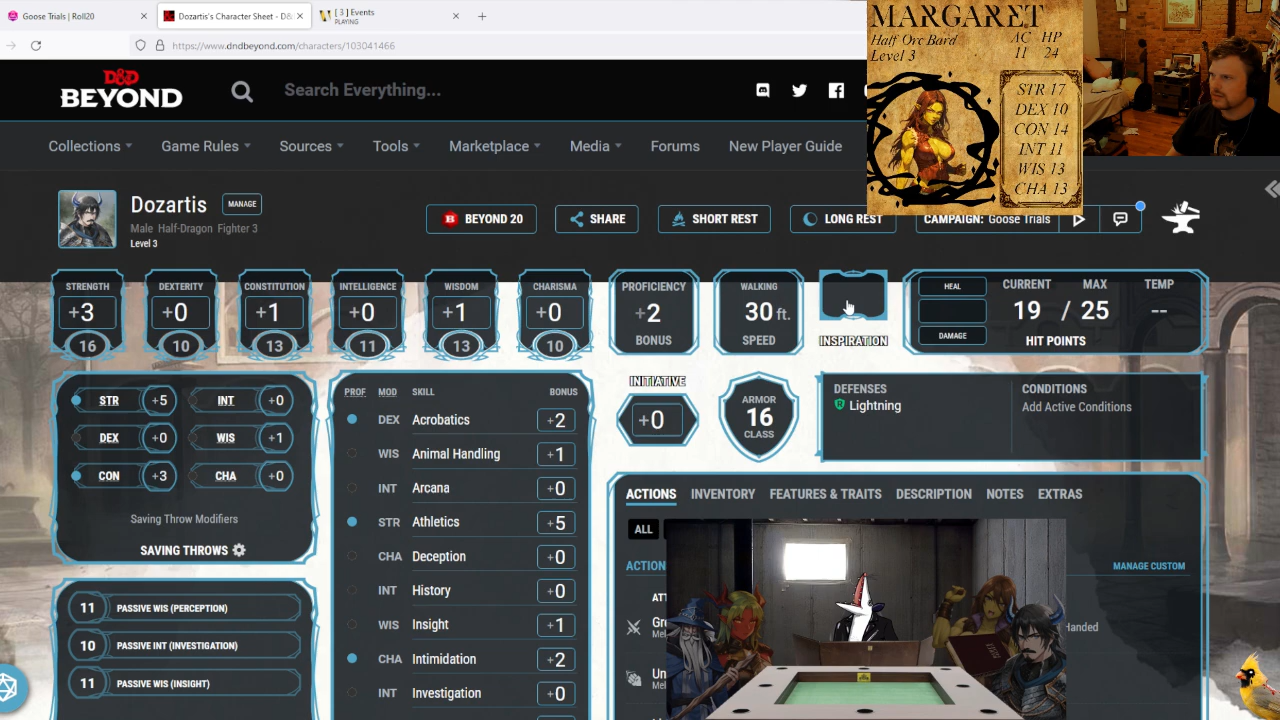 Goose Trials | Roll20
Dozartis's Character Sheet - D&
[ 3 ] Events
PLAYING
https://www.dndbeyond.com/characters/103041466
MARGARET
Half Orc Bard
Level 3
AC HP
11 24
STR 17
DEX 10
CON 14
INT 11
WIS 13
CHA 13
D&D
BEYOND
Search Everything...
Collections
Game Rules
Sources
Tools
Marketplace
Media
Forums
New Player Guide
Dozartis
MANAGE
Male Half-Dragon Fighter 3
Level 3
BEYOND 20
SHARE
SHORT REST
LONG REST
CAMPAIGN: Goose Trials
STRENGTH
+3
16
DEXTERITY
+0
10
CONSTITUTION
+1
13
INTELLIGENCE
+0
11
WISDOM
+1
13
CHARISMA
+0
10
PROFICIENCY
+2
BONUS
WALKING
30 ft.
SPEED
INSPIRATION
HEAL
DAMAGE
CURRENT MAX TEMP
19 / 25 --
HIT POINTS
STR +5
INT +0
DEX +0
WIS +1
CON +3
CHA +0
Saving Throw Modifiers
SAVING THROWS
11 PASSIVE WIS (PERCEPTION)
10 PASSIVE INT (INVESTIGATION)
11 PASSIVE WIS (INSIGHT)
PROF MOD SKILL BONUS
DEX Acrobatics +2
WIS Animal Handling +1
INT Arcana +0
STR Athletics +5
CHA Deception +0
INT History +0
WIS Insight +1
CHA Intimidation +2
INT Investigation +0
INITIATIVE
+0
ARMOR
16
CLASS
DEFENSES
Lightning
CONDITIONS
Add Active Conditions
ACTIONS INVENTORY FEATURES & TRAITS DESCRIPTION NOTES EXTRAS
ALL
ACTION
MANAGE CUSTOM
ATT
Gre
Mel
Handed
Un
Mel